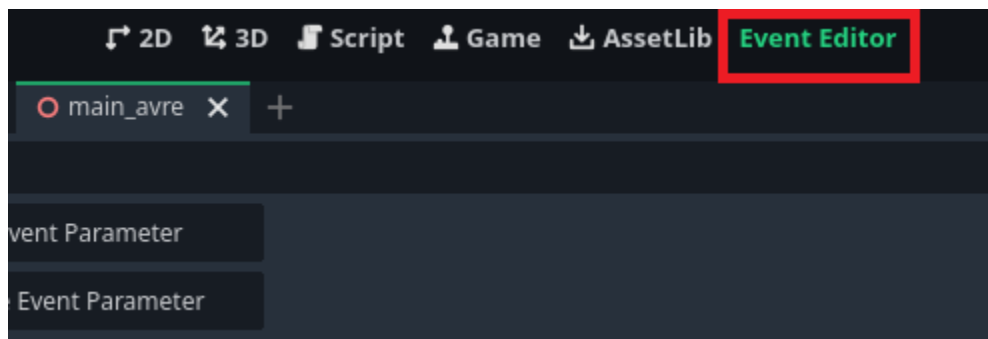 2D 3D Script Game AssetLib Event Editor
main_avre
vent Parameter
Event Parameter